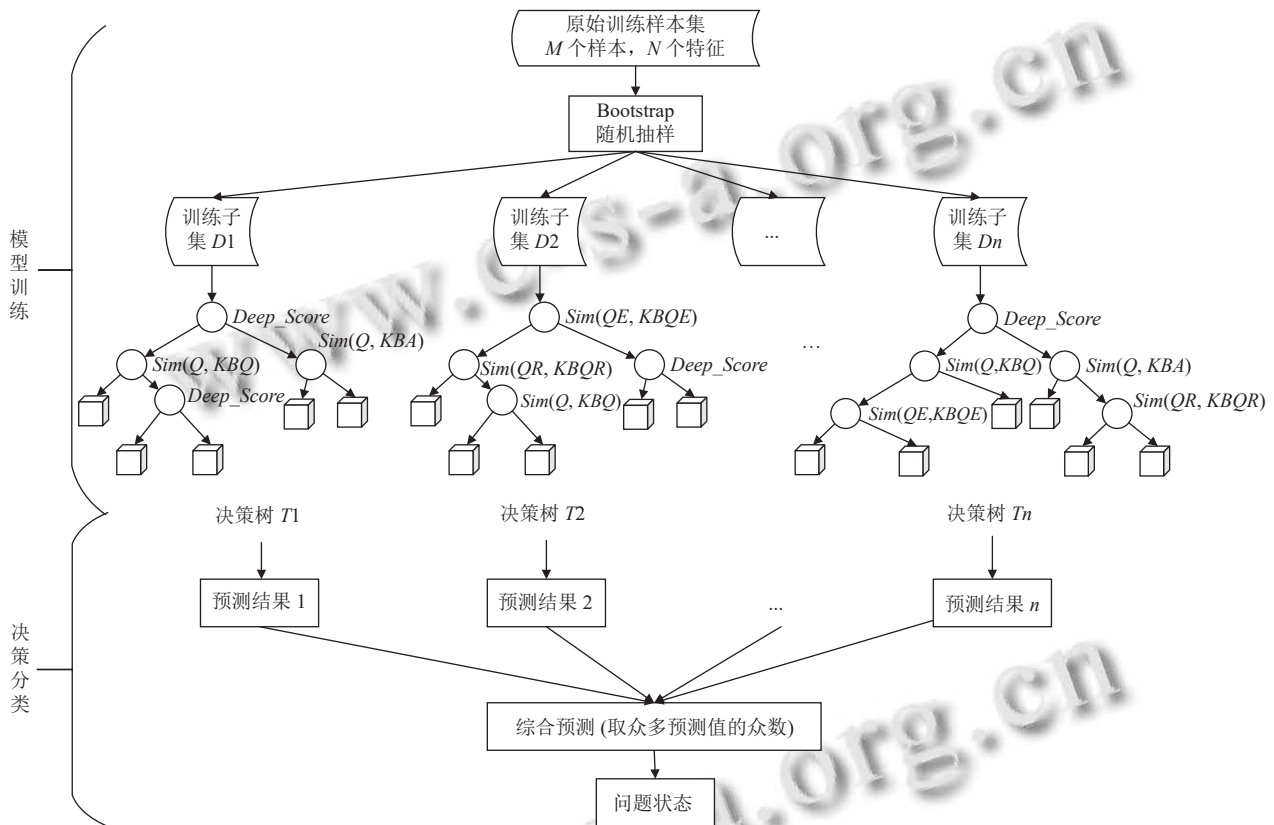 原始训练样本集
M 个样本，N 个特征
Bootstrap
随机抽样
训练子
集 D1
训练子
集 D2
...
训练子
集 Dn
模型训练
Deep_Score
Sim(Q, KBQ)
Sim(Q, KBA)
Deep_Score
Sim(QE, KBQE)
Sim(QR, KBQR)
Deep_Score
Sim(Q, KBQ)
...
Deep_Score
Sim(Q,KBQ)
Sim(Q, KBA)
Sim(QE,KBQE)
Sim(QR, KBQR)
决策树 T1
决策树 T2
决策树 Tn
决策分类
预测结果 1
预测结果 2
...
预测结果 n
综合预测 (取众多预测值的众数)
问题状态
www.c-s-a.org.cn
a.org.cn